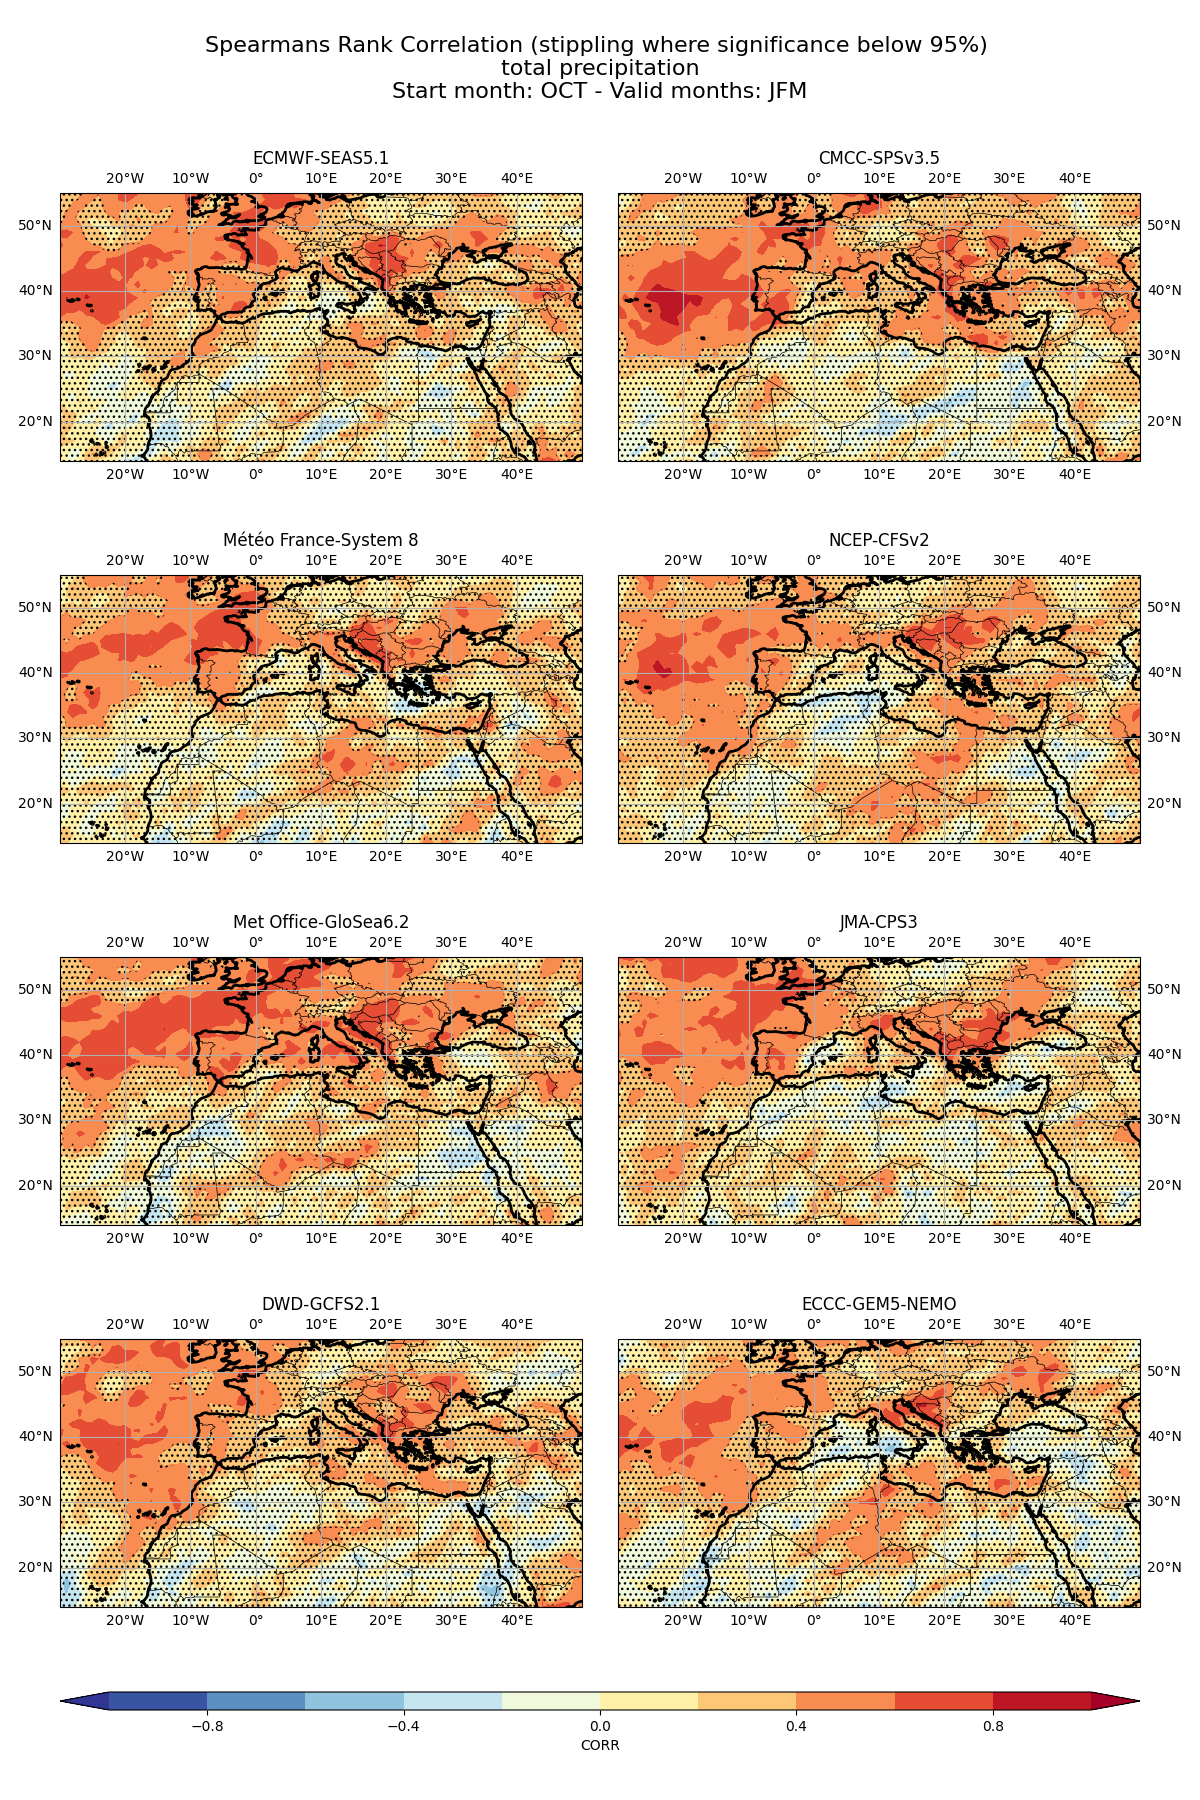 Spearmans Rank Correlation (stippling where significance below 95%)
total precipitation
Start month: OCT - Valid months: JFM
ECMWF-SEAS5.1
CMCC-SPSv3.5
20°W 10°W 0° 10°E 20°E 30°E 40°E
20°W 10°W 0° 10°E 20°E 30°E 40°E
50°N
50°N
40°N
40°N
30°N
30°N
20°N
20°N
20°W 10°W 0° 10°E 20°E 30°E 40°E
20°W 10°W 0° 10°E 20°E 30°E 40°E
Météo France-System 8
NCEP-CFSv2
20°W 10°W 0° 10°E 20°E 30°E 40°E
20°W 10°W 0° 10°E 20°E 30°E 40°E
50°N
50°N
40°N
40°N
30°N
30°N
20°N
20°N
20°W 10°W 0° 10°E 20°E 30°E 40°E
20°W 10°W 0° 10°E 20°E 30°E 40°E
Met Office-GloSea6.2
JMA-CPS3
20°W 10°W 0° 10°E 20°E 30°E 40°E
20°W 10°W 0° 10°E 20°E 30°E 40°E
50°N
50°N
40°N
40°N
30°N
30°N
20°N
20°N
20°W 10°W 0° 10°E 20°E 30°E 40°E
20°W 10°W 0° 10°E 20°E 30°E 40°E
DWD-GCFS2.1
ECCC-GEM5-NEMO
20°W 10°W 0° 10°E 20°E 30°E 40°E
20°W 10°W 0° 10°E 20°E 30°E 40°E
50°N
50°N
40°N
40°N
30°N
30°N
20°N
20°N
20°W 10°W 0° 10°E 20°E 30°E 40°E
20°W 10°W 0° 10°E 20°E 30°E 40°E
−0.8 −0.4 0.0 0.4 0.8
CORR